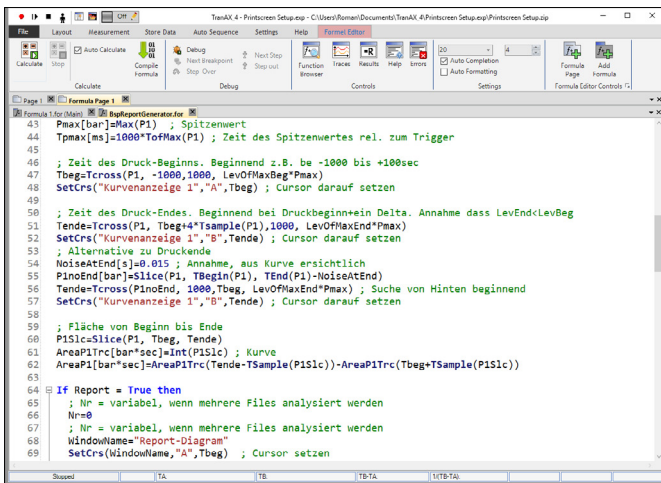 Off
TranAX 4 - Printscreen Setup.exp - C:\Users\Roman\Documents\TranAX 4\Printscreen Setup.exp\Printscreen Setup.zip
File Layout Measurement Store Data Auto Sequence Settings Help Formel Editor
Calculate
Stop
Auto Calculate
Compile
Formula
Calculate
Debug
Next Breakpoint
Step Over
Next Step
Step out
Debug
Function
Browser
Traces
Results
Help
Errors
Controls
20
4
Auto Completion
Auto Formatting
Settings
Formula
Page
Add
Formula
Formula Editor Controls
Page 1 Formula Page 1
Formula 1.for (Main) BspReportGenerator.for
43 Pmax[bar]=Max(P1) ; Spitzenwert
44 Tpmax[ms]=1000*TofMax(P1) ; Zeit des Spitzenwertes rel. zum Trigger
45
46 ; Zeit des Druck-Beginns. Beginnend z.B. be -1000 bis +100sec
47 Tbeg=Tcross(P1, -1000,1000, LevOfMaxBeg*Pmax)
48 SetCrs("Kurvenanzeige 1","A",Tbeg) ; Cursor darauf setzen
49
50 ; Zeit des Druck-Endes. Beginnend bei Druckbeginn+ein Delta. Annahme dass LevEnd<LevBeg
51 Tende=Tcross(P1, Tbeg+4*Tsample(P1),1000, LevOfMaxEnd*Pmax)
52 SetCrs("Kurvenanzeige 1","B",Tende) ; Cursor darauf setzen
53 ; Alternative zu Druckende
54 NoiseAtEnd[s]=0.015 ; Annahme, aus Kurve ersichtlich
55 P1noEnd[bar]=Slice(P1, TBegin(P1), TEnd(P1)-NoiseAtEnd)
56 Tende=Tcross(P1noEnd, 1000,Tbeg, LevOfMaxEnd*Pmax) ; Suche von Hinten beginnend
57 SetCrs("Kurvenanzeige 1","B",Tende) ; Cursor darauf setzen
58
59 ; Fläche von Beginn bis Ende
60 P1Slc=Slice(P1, Tbeg, Tende)
61 AreaP1Trc[bar*sec]=Int(P1Slc) ; Kurve
62 AreaP1[bar*sec]=AreaP1Trc(Tende-TSample(P1Slc))-AreaP1Trc(Tbeg+TSample(P1Slc))
63
64 If Report = True then
65 ; Nr = variabel, wenn mehrere Files analysiert werden
66 Nr=0
67 ; Nr = variabel, wenn mehrere Files analysiert werden
68 WindowName="Report-Diagram"
69 SetCrs(WindowName,"A",Tbeg) ; Cursor setzen
Stopped TA: TB: TB-TA: 1/(TB-TA):